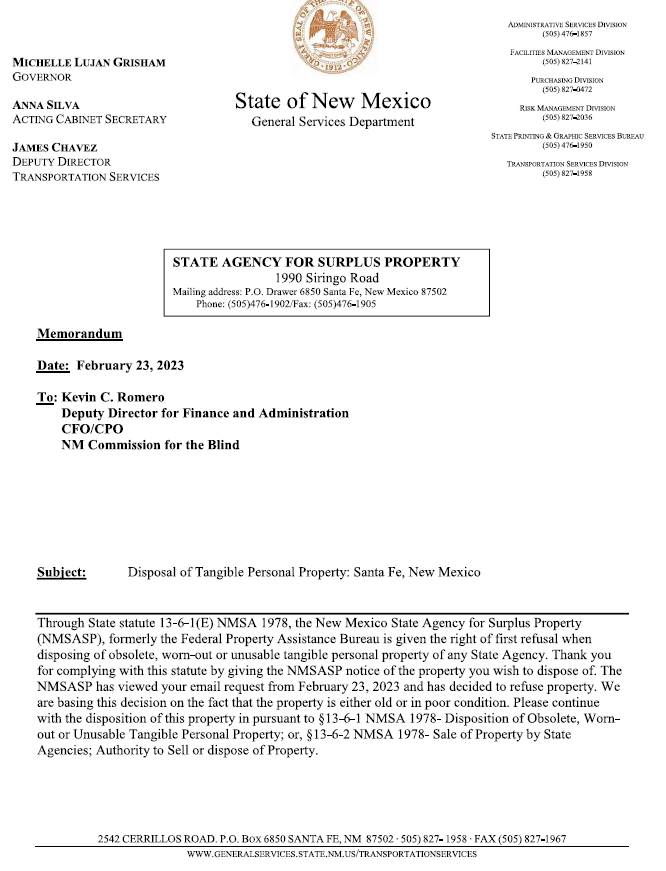 GREAT SEAL OF THE STATE OF NEW MEXICO
· 1912 ·
MICHELLE LUJAN GRISHAM
GOVERNOR
ANNA SILVA
ACTING CABINET SECRETARY
JAMES CHAVEZ
DEPUTY DIRECTOR
TRANSPORTATION SERVICES
State of New Mexico
General Services Department
ADMINISTRATIVE SERVICES DIVISION
(505) 476-1857
FACILITIES MANAGEMENT DIVISION
(505) 827-2141
PURCHASING DIVISION
(505) 827-0472
RISK MANAGEMENT DIVISION
(505) 827-2036
STATE PRINTING & GRAPHIC SERVICES BUREAU
(505) 476-1950
TRANSPORTATION SERVICES DIVISION
(505) 827-1958
STATE AGENCY FOR SURPLUS PROPERTY
1990 Siringo Road
Mailing address: P.O. Drawer 6850 Santa Fe, New Mexico 87502
Phone: (505)476-1902/Fax: (505)476-1905
Memorandum
Date: February 23, 2023
To: Kevin C. Romero
Deputy Director for Finance and Administration
CFO/CPO
NM Commission for the Blind
Subject: Disposal of Tangible Personal Property: Santa Fe, New Mexico
Through State statute 13-6-1(E) NMSA 1978, the New Mexico State Agency for Surplus Property
(NMSASP), formerly the Federal Property Assistance Bureau is given the right of first refusal when
disposing of obsolete, worn-out or unusable tangible personal property of any State Agency. Thank you
for complying with this statute by giving the NMSASP notice of the property you wish to dispose of. The
NMSASP has viewed your email request from February 23, 2023 and has decided to refuse property. We
are basing this decision on the fact that the property is either old or in poor condition. Please continue
with the disposition of this property in pursuant to §13-6-1 NMSA 1978- Disposition of Obsolete, Worn-
out or Unusable Tangible Personal Property; or, §13-6-2 NMSA 1978- Sale of Property by State
Agencies; Authority to Sell or dispose of Property.
2542 CERRILLOS ROAD. P.O. BOX 6850 SANTA FE, NM 87502 · 505) 827- 1958 · FAX (505) 827-1967
WWW.GENERALSERVICES.STATE.NM.US/TRANSPORTATIONSERVICES